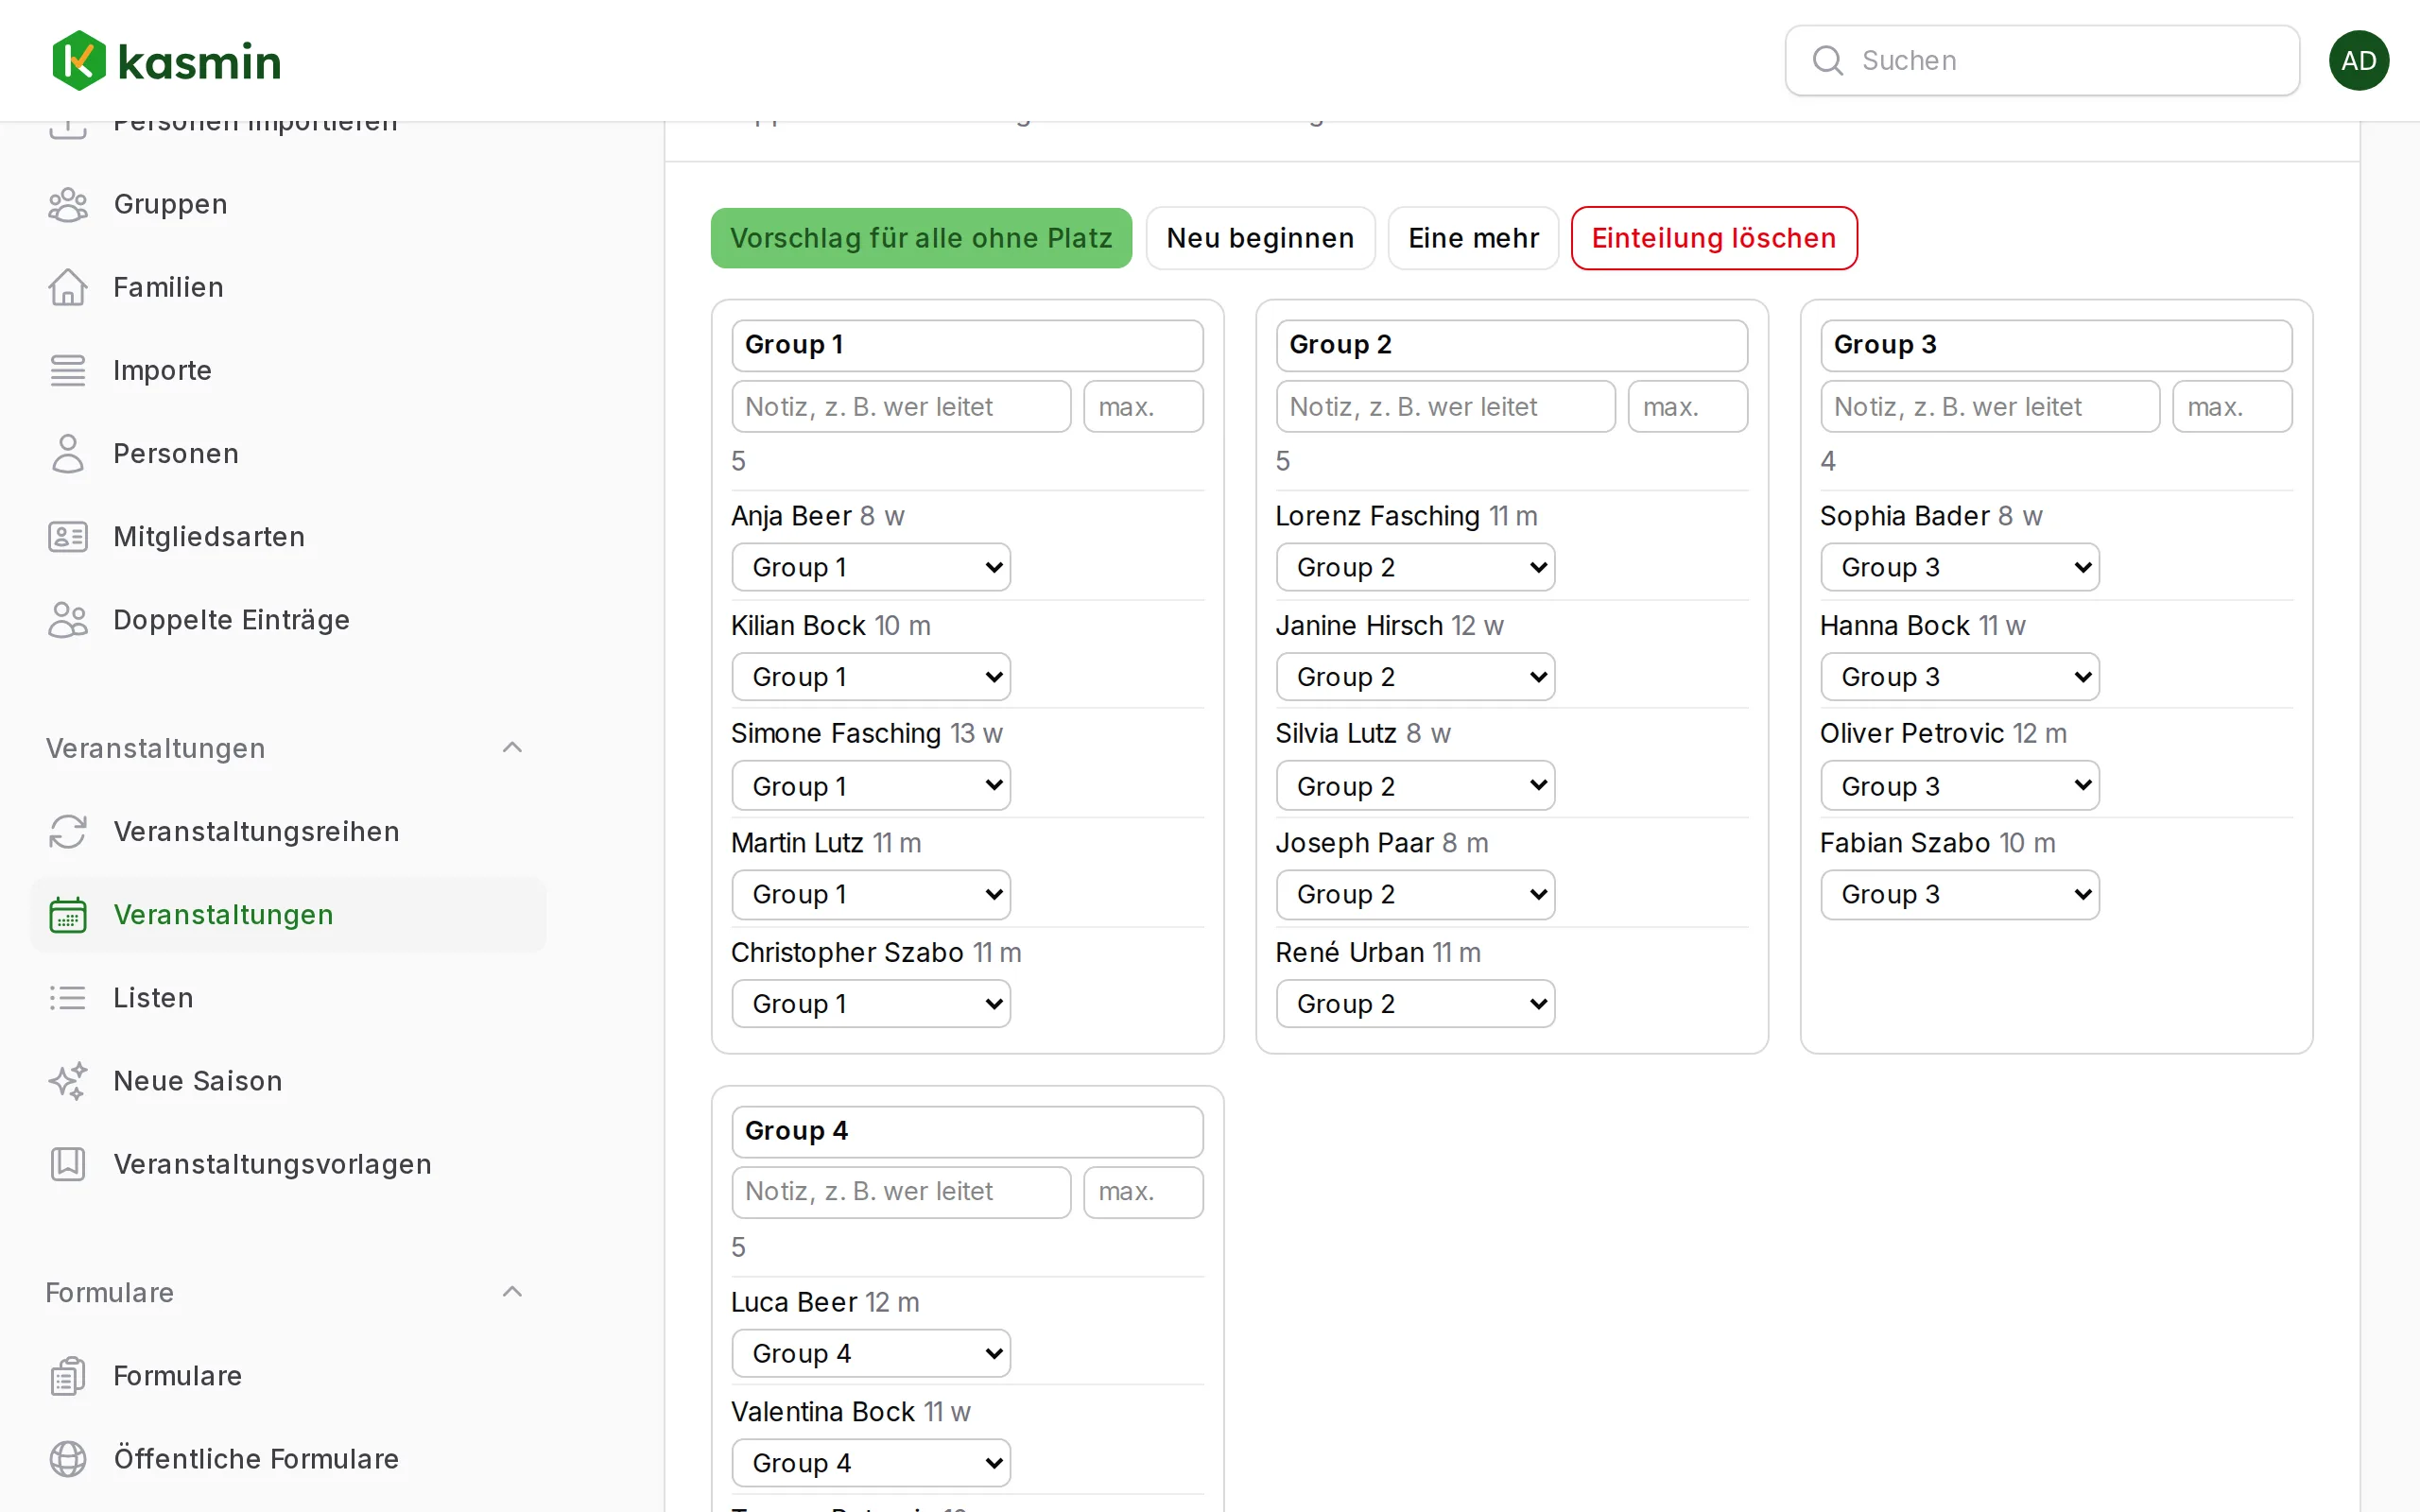 kasmin
Suchen
AD
Personen importieren
Gruppen
Familien
Importe
Personen
Mitgliedsarten
Doppelte Einträge
Veranstaltungen
Veranstaltungsreihen
Veranstaltungen
Listen
Neue Saison
Veranstaltungsvorlagen
Formulare
Formulare
Öffentliche Formulare
Vorschlag für alle ohne Platz
Neu beginnen
Eine mehr
Einteilung löschen
Group 1
Notiz, z. B. wer leitet
max.
5
Anja Beer 8 w
Group 1
Kilian Bock 10 m
Group 1
Simone Fasching 13 w
Group 1
Martin Lutz 11 m
Group 1
Christopher Szabo 11 m
Group 1
Group 2
Notiz, z. B. wer leitet
max.
5
Lorenz Fasching 11 m
Group 2
Janine Hirsch 12 w
Group 2
Silvia Lutz 8 w
Group 2
Joseph Paar 8 m
Group 2
René Urban 11 m
Group 2
Group 3
Notiz, z. B. wer leitet
max.
4
Sophia Bader 8 w
Group 3
Hanna Bock 11 w
Group 3
Oliver Petrovic 12 m
Group 3
Fabian Szabo 10 m
Group 3
Group 4
Notiz, z. B. wer leitet
max.
5
Luca Beer 12 m
Group 4
Valentina Bock 11 w
Group 4